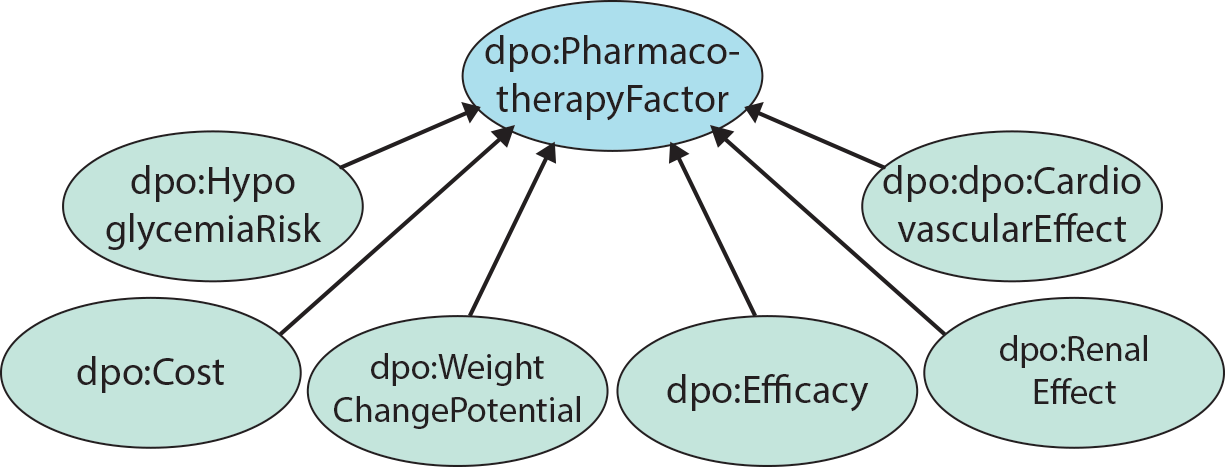 dpo:Pharmaco-
therapyFactor
dpo:Hypo
glycemiaRisk
dpo:dpo:Cardio
vascularEffect
dpo:Cost
dpo:Weight
ChangePotential
dpo:Efficacy
dpo:Renal
Effect